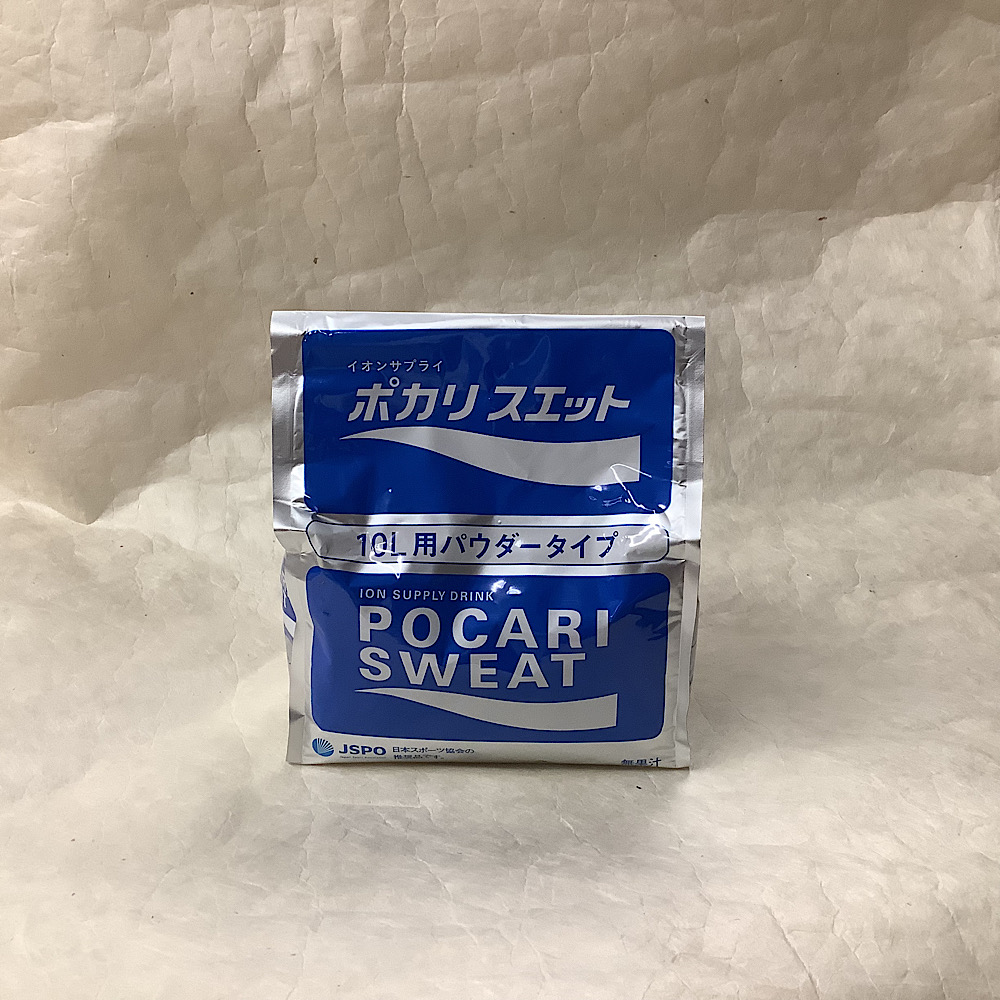 イオンサプライ
ポカリスエット
10L用パウダータイプ
ION SUPPLY DRINK
POCARI
SWEAT
JSPO
日本スポーツ協会の
推奨品です。
無果汁